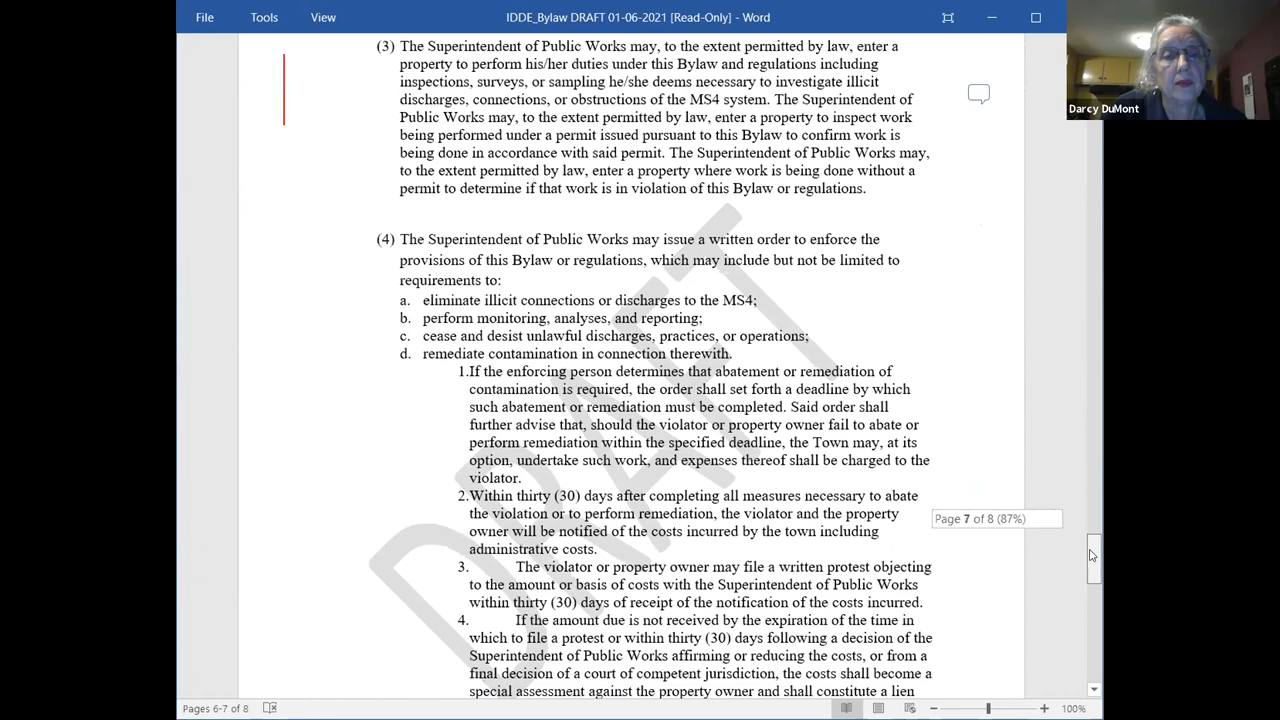 File Tools View IDDE_Bylaw DRAFT 01-06-2021 [Read-Only] - Word
(3) The Superintendent of Public Works may, to the extent permitted by law, enter a
property to perform his/her duties under this Bylaw and regulations including
inspections, surveys, or sampling he/she deems necessary to investigate illicit
discharges, connections, or obstructions of the MS4 system. The Superintendent of
Public Works may, to the extent permitted by law, enter a property to inspect work
being performed under a permit issued pursuant to this Bylaw to confirm work is
being done in accordance with said permit. The Superintendent of Public Works may,
to the extent permitted by law, enter a property where work is being done without a
permit to determine if that work is in violation of this Bylaw or regulations.
Darcy DuMont
(4) The Superintendent of Public Works may issue a written order to enforce the
provisions of this Bylaw or regulations, which may include but not be limited to
requirements to:
a. eliminate illicit connections or discharges to the MS4;
b. perform monitoring, analyses, and reporting;
c. cease and desist unlawful discharges, practices, or operations;
d. remediate contamination in connection therewith.
1.If the enforcing person determines that abatement or remediation of
contamination is required, the order shall set forth a deadline by which
such abatement or remediation must be completed. Said order shall
further advise that, should the violator or property owner fail to abate or
perform remediation within the specified deadline, the Town may, at its
option, undertake such work, and expenses thereof shall be charged to the
violator.
2.Within thirty (30) days after completing all measures necessary to abate
the violation or to perform remediation, the violator and the property
owner will be notified of the costs incurred by the town including
administrative costs.
3. The violator or property owner may file a written protest objecting
to the amount or basis of costs with the Superintendent of Public Works
within thirty (30) days of receipt of the notification of the costs incurred.
4. If the amount due is not received by the expiration of the time in
which to file a protest or within thirty (30) days following a decision of the
Superintendent of Public Works affirming or reducing the costs, or from a
final decision of a court of competent jurisdiction, the costs shall become a
special assessment against the property owner and shall constitute a lien
DRAFT
Page 7 of 8 (87%)
Pages 6-7 of 8
100%